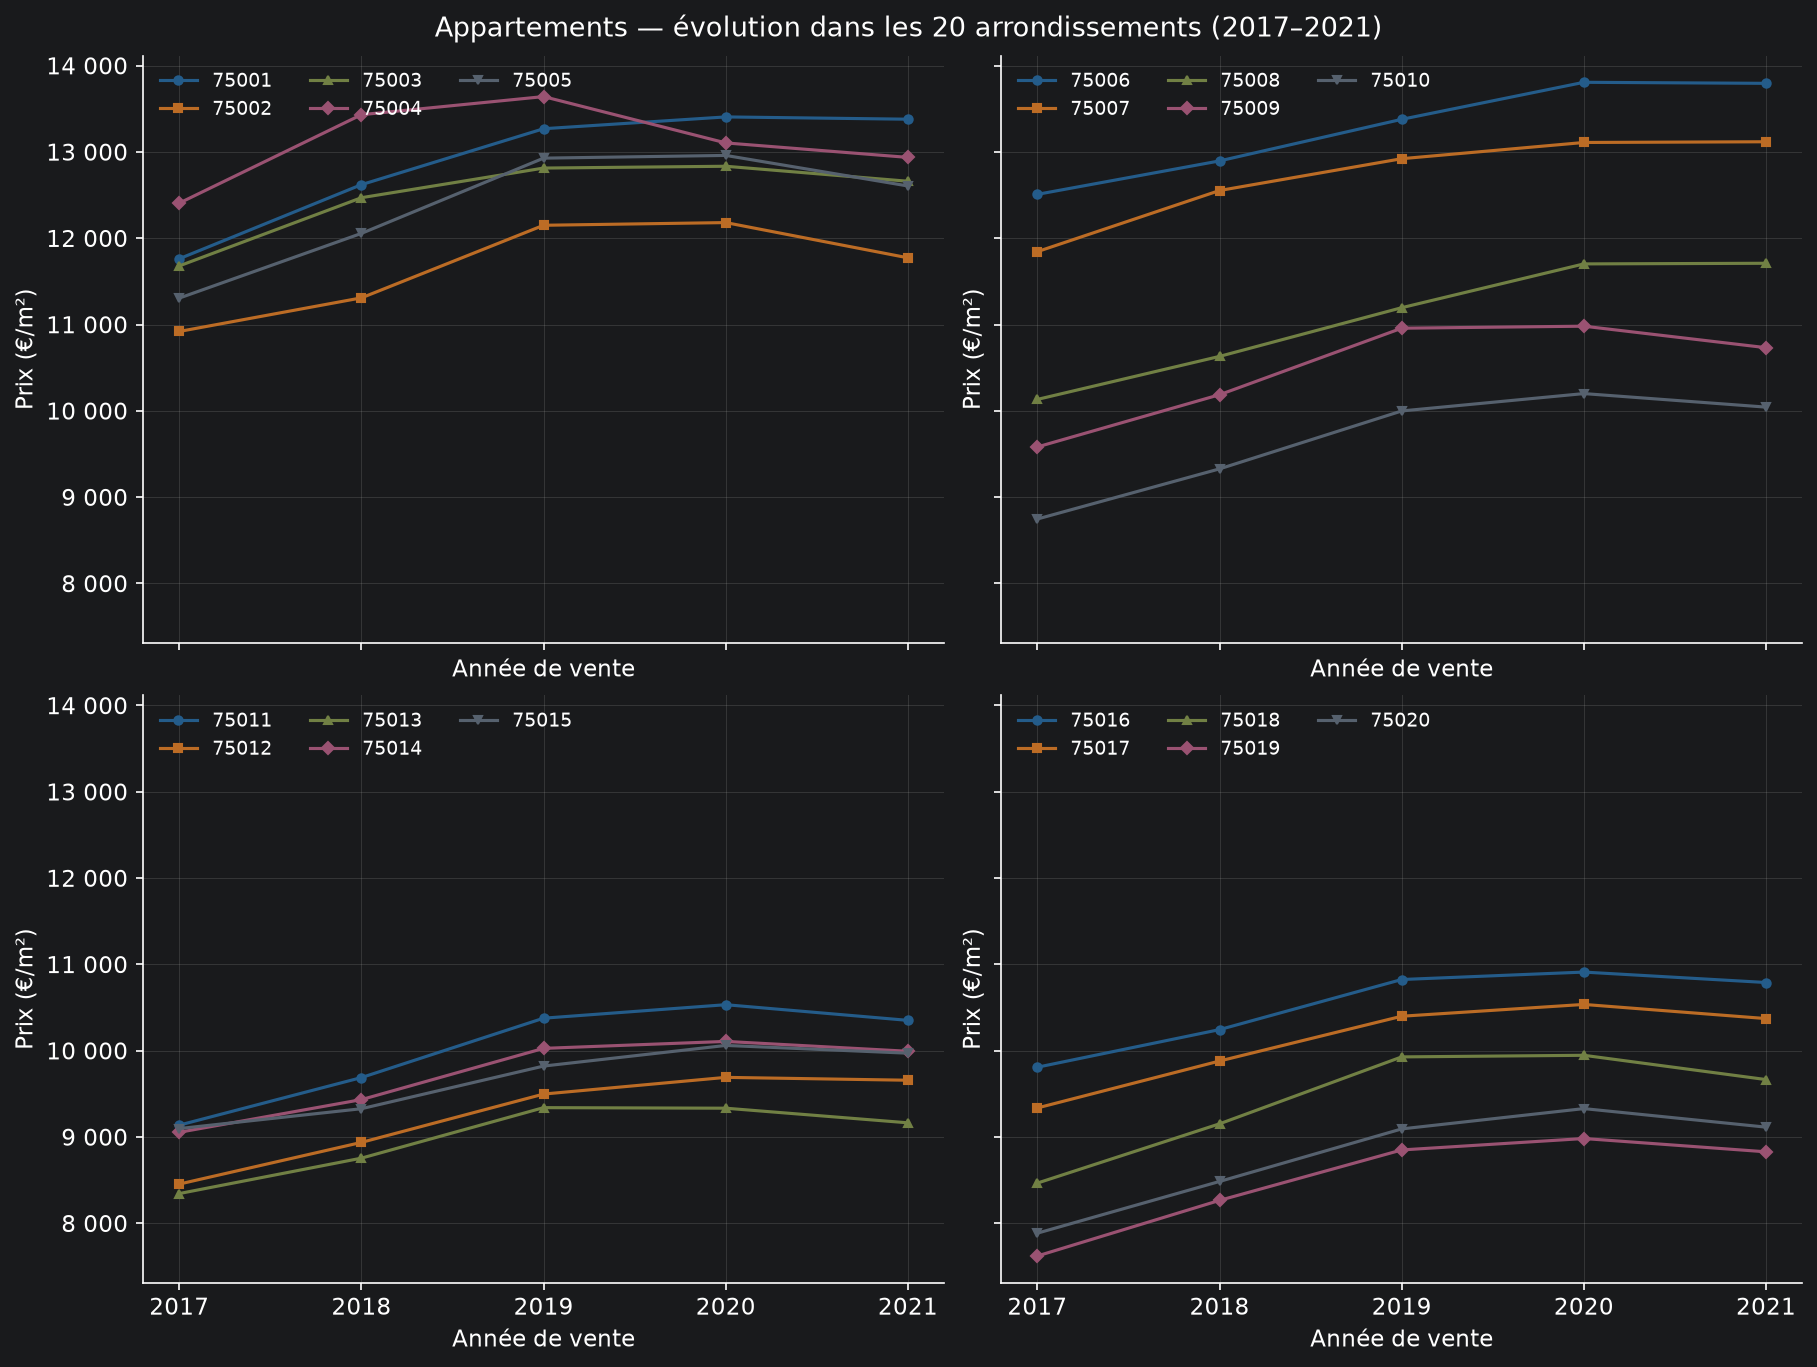 Appartements — évolution dans les 20 arrondissements (2017–2021)
14 000
13 000
12 000
11 000
10 000
9 000
8 000
Prix (€/m²)
75001 75003 75005
75002 75004
Année de vente
Prix (€/m²)
75006 75008 75010
75007 75009
Année de vente
14 000
13 000
12 000
11 000
10 000
9 000
8 000
Prix (€/m²)
75011 75013 75015
75012 75014
2017 2018 2019 2020 2021
Année de vente
Prix (€/m²)
75016 75018 75020
75017 75019
2017 2018 2019 2020 2021
Année de vente